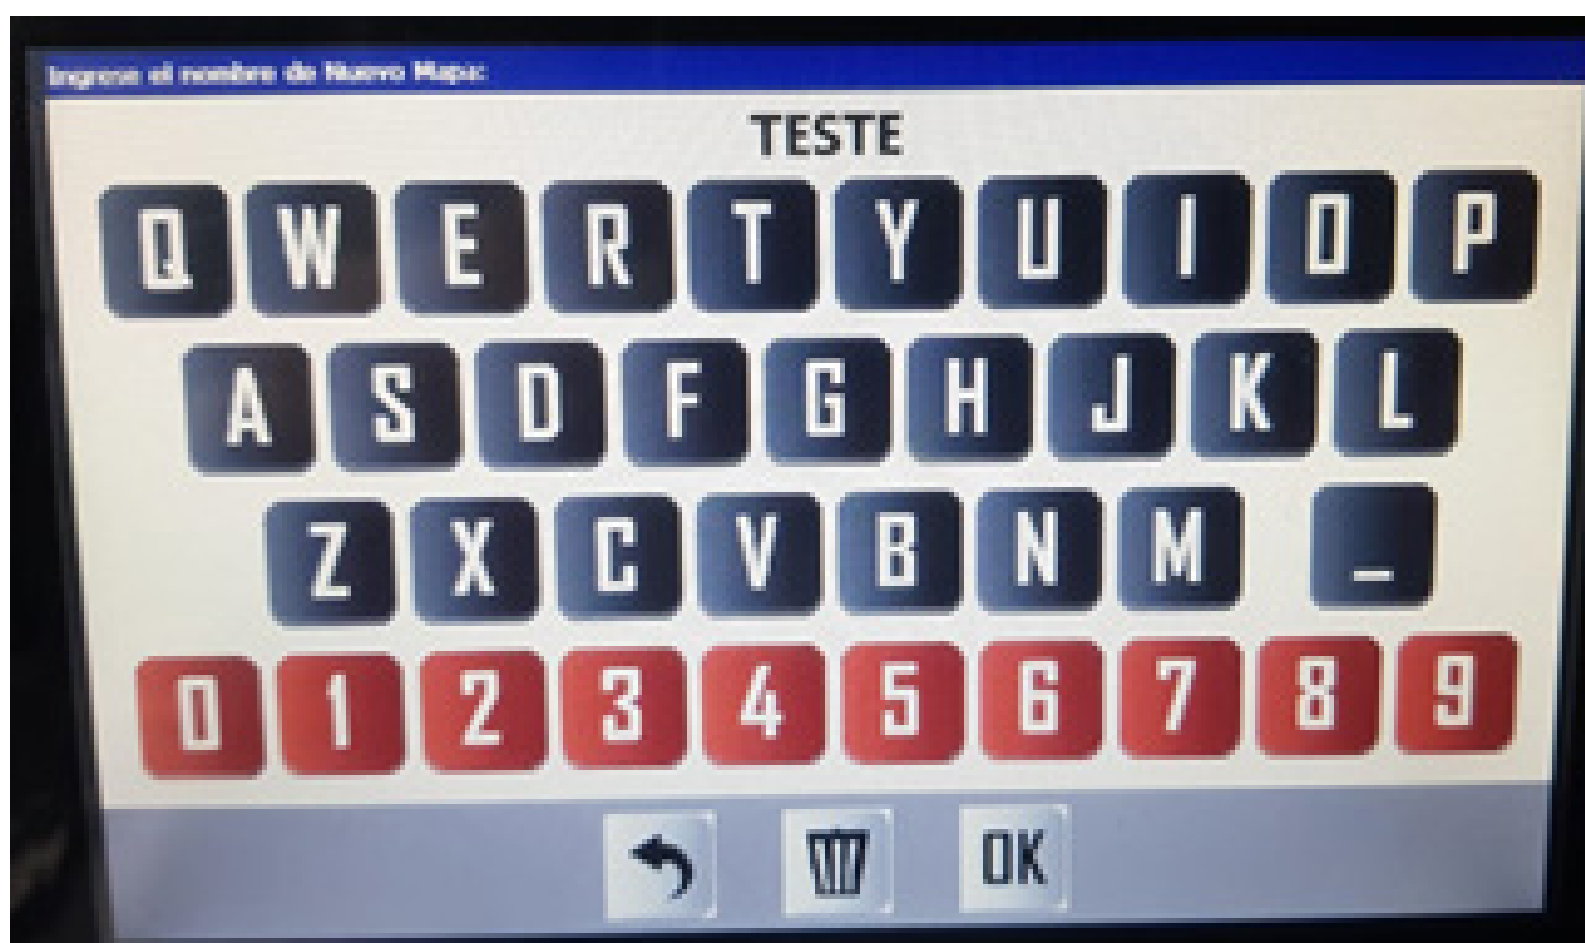 Ingrese el nombre de Nuevo Mapa:
TESTE
Q W E R T Y U I O P
A S D F G H J K L
Z X C V B N M _
0 1 2 3 4 5 6 7 8 9
OK